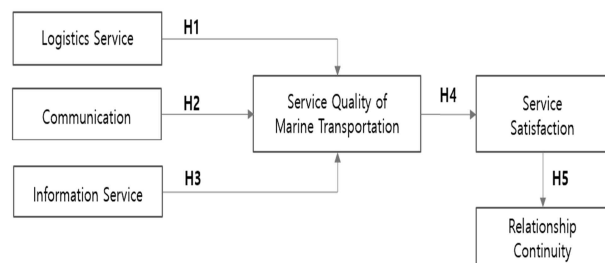 Logistics Service
H1
Communication
H2
Information Service
H3
Service Quality of
Marine Transportation
H4
Service
Satisfaction
H5
Relationship
Continuity